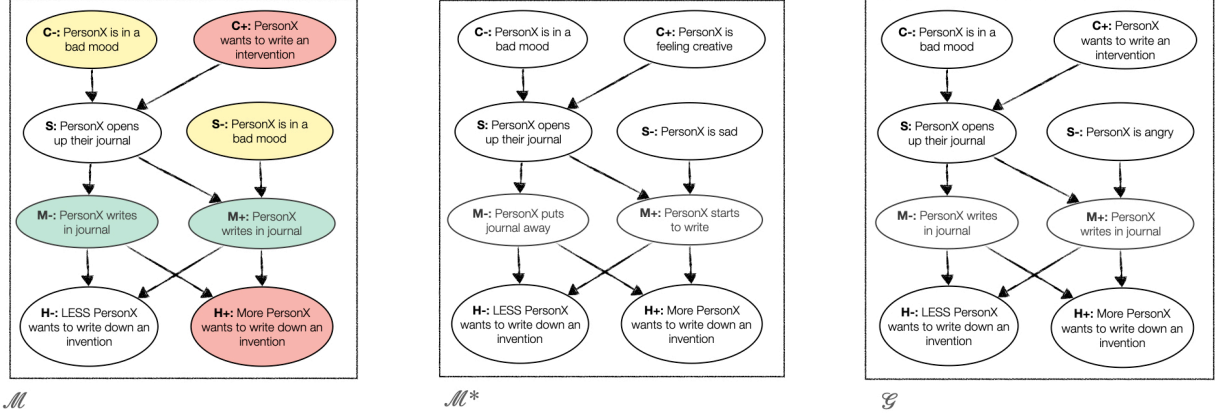 C-: PersonX is in a
bad mood
C+: PersonX
wants to write an
intervention
S: PersonX opens
up their journal
S-: PersonX is in a
bad mood
M-: PersonX writes
in journal
M+: PersonX
writes in journal
H-: LESS PersonX
wants to write down an
invention
H+: More PersonX
wants to write down an
invention
ℳ
C-: PersonX is in a
bad mood
C+: PersonX is
feeling creative
S: PersonX opens
up their journal
S-: PersonX is sad
M-: PersonX puts
journal away
M+: PersonX starts
to write
H-: LESS PersonX
wants to write down an
invention
H+: More PersonX
wants to write down an
invention
ℳ*
C-: PersonX is in a
bad mood
C+: PersonX
wants to write an
intervention
S: PersonX opens
up their journal
S-: PersonX is angry
M-: PersonX writes
in journal
M+: PersonX
writes in journal
H-: LESS PersonX
wants to write down an
invention
H+: More PersonX
wants to write down an
invention
𝒢